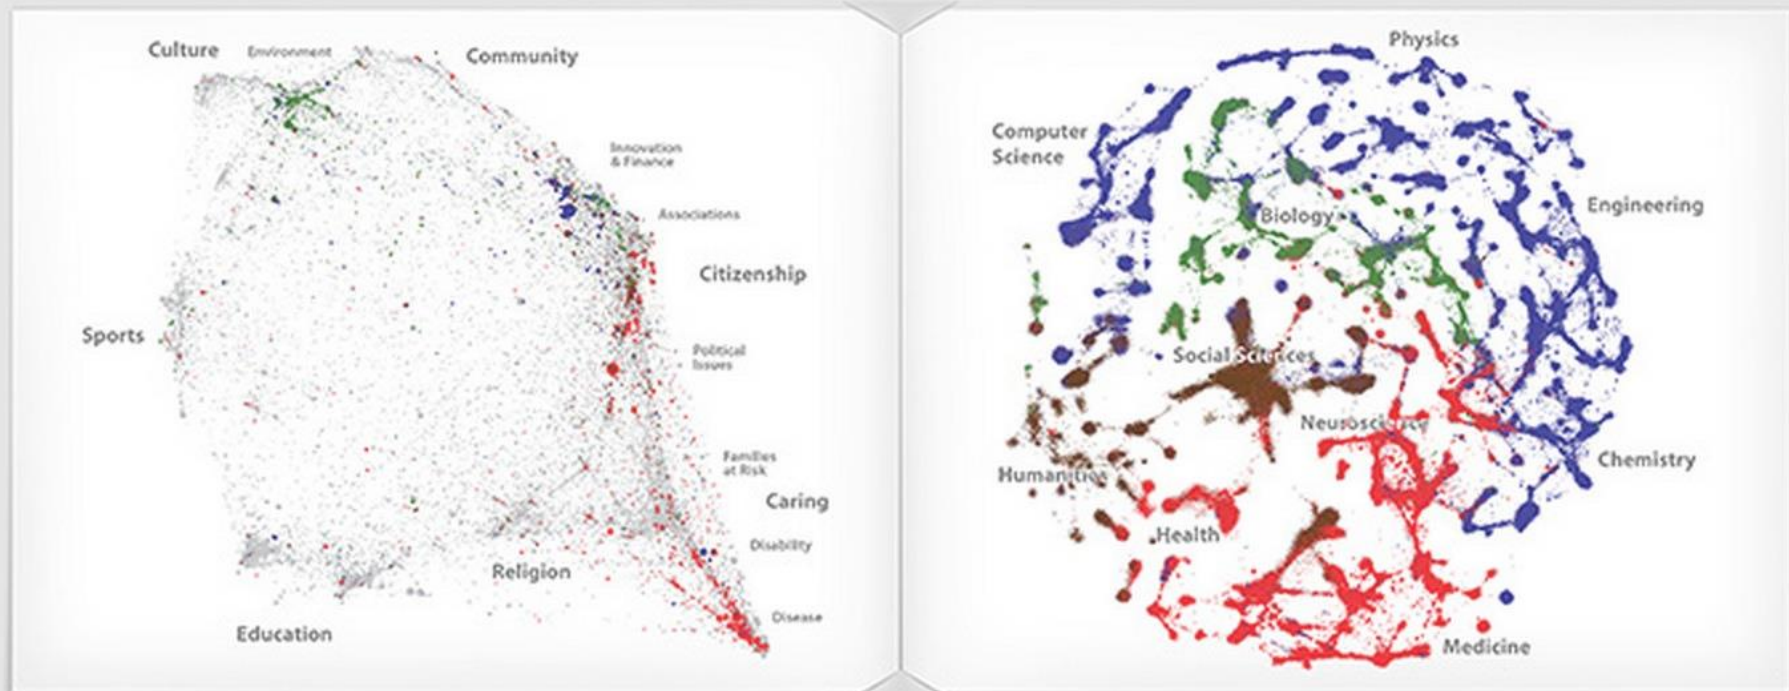 Culture
Environment
Community
Innovation
& Finance
Associations
Citizenship
Sports
Political
Issues
Families
at Risk
Caring
Disability
Religion
Disease
Education
Physics
Computer
Science
Engineering
Biology
Social Sciences
Neuroscience
Humanities
Chemistry
Health
Medicine